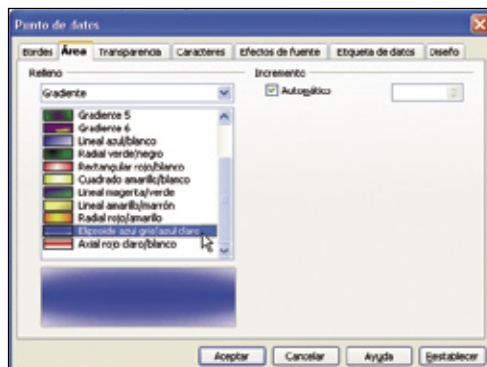 Punto de datos
Bordes Área Transparencia Caracteres Efectos de fuente Etiqueta de datos Diseño
Relleno
Incremento
Gradiente
Automático
Gradiente 5
Gradiente 6
Lineal azul/blanco
Radial verde/negro
Rectangular rojo/blanco
Cuadrado amarillo/blanco
Lineal magenta/verde
Lineal amarillo/marrón
Radial rojo/amarillo
Elipsoide azul gris/azul claro
Axial rojo claro/blanco
Aceptar Cancelar Ayuda Restablecer